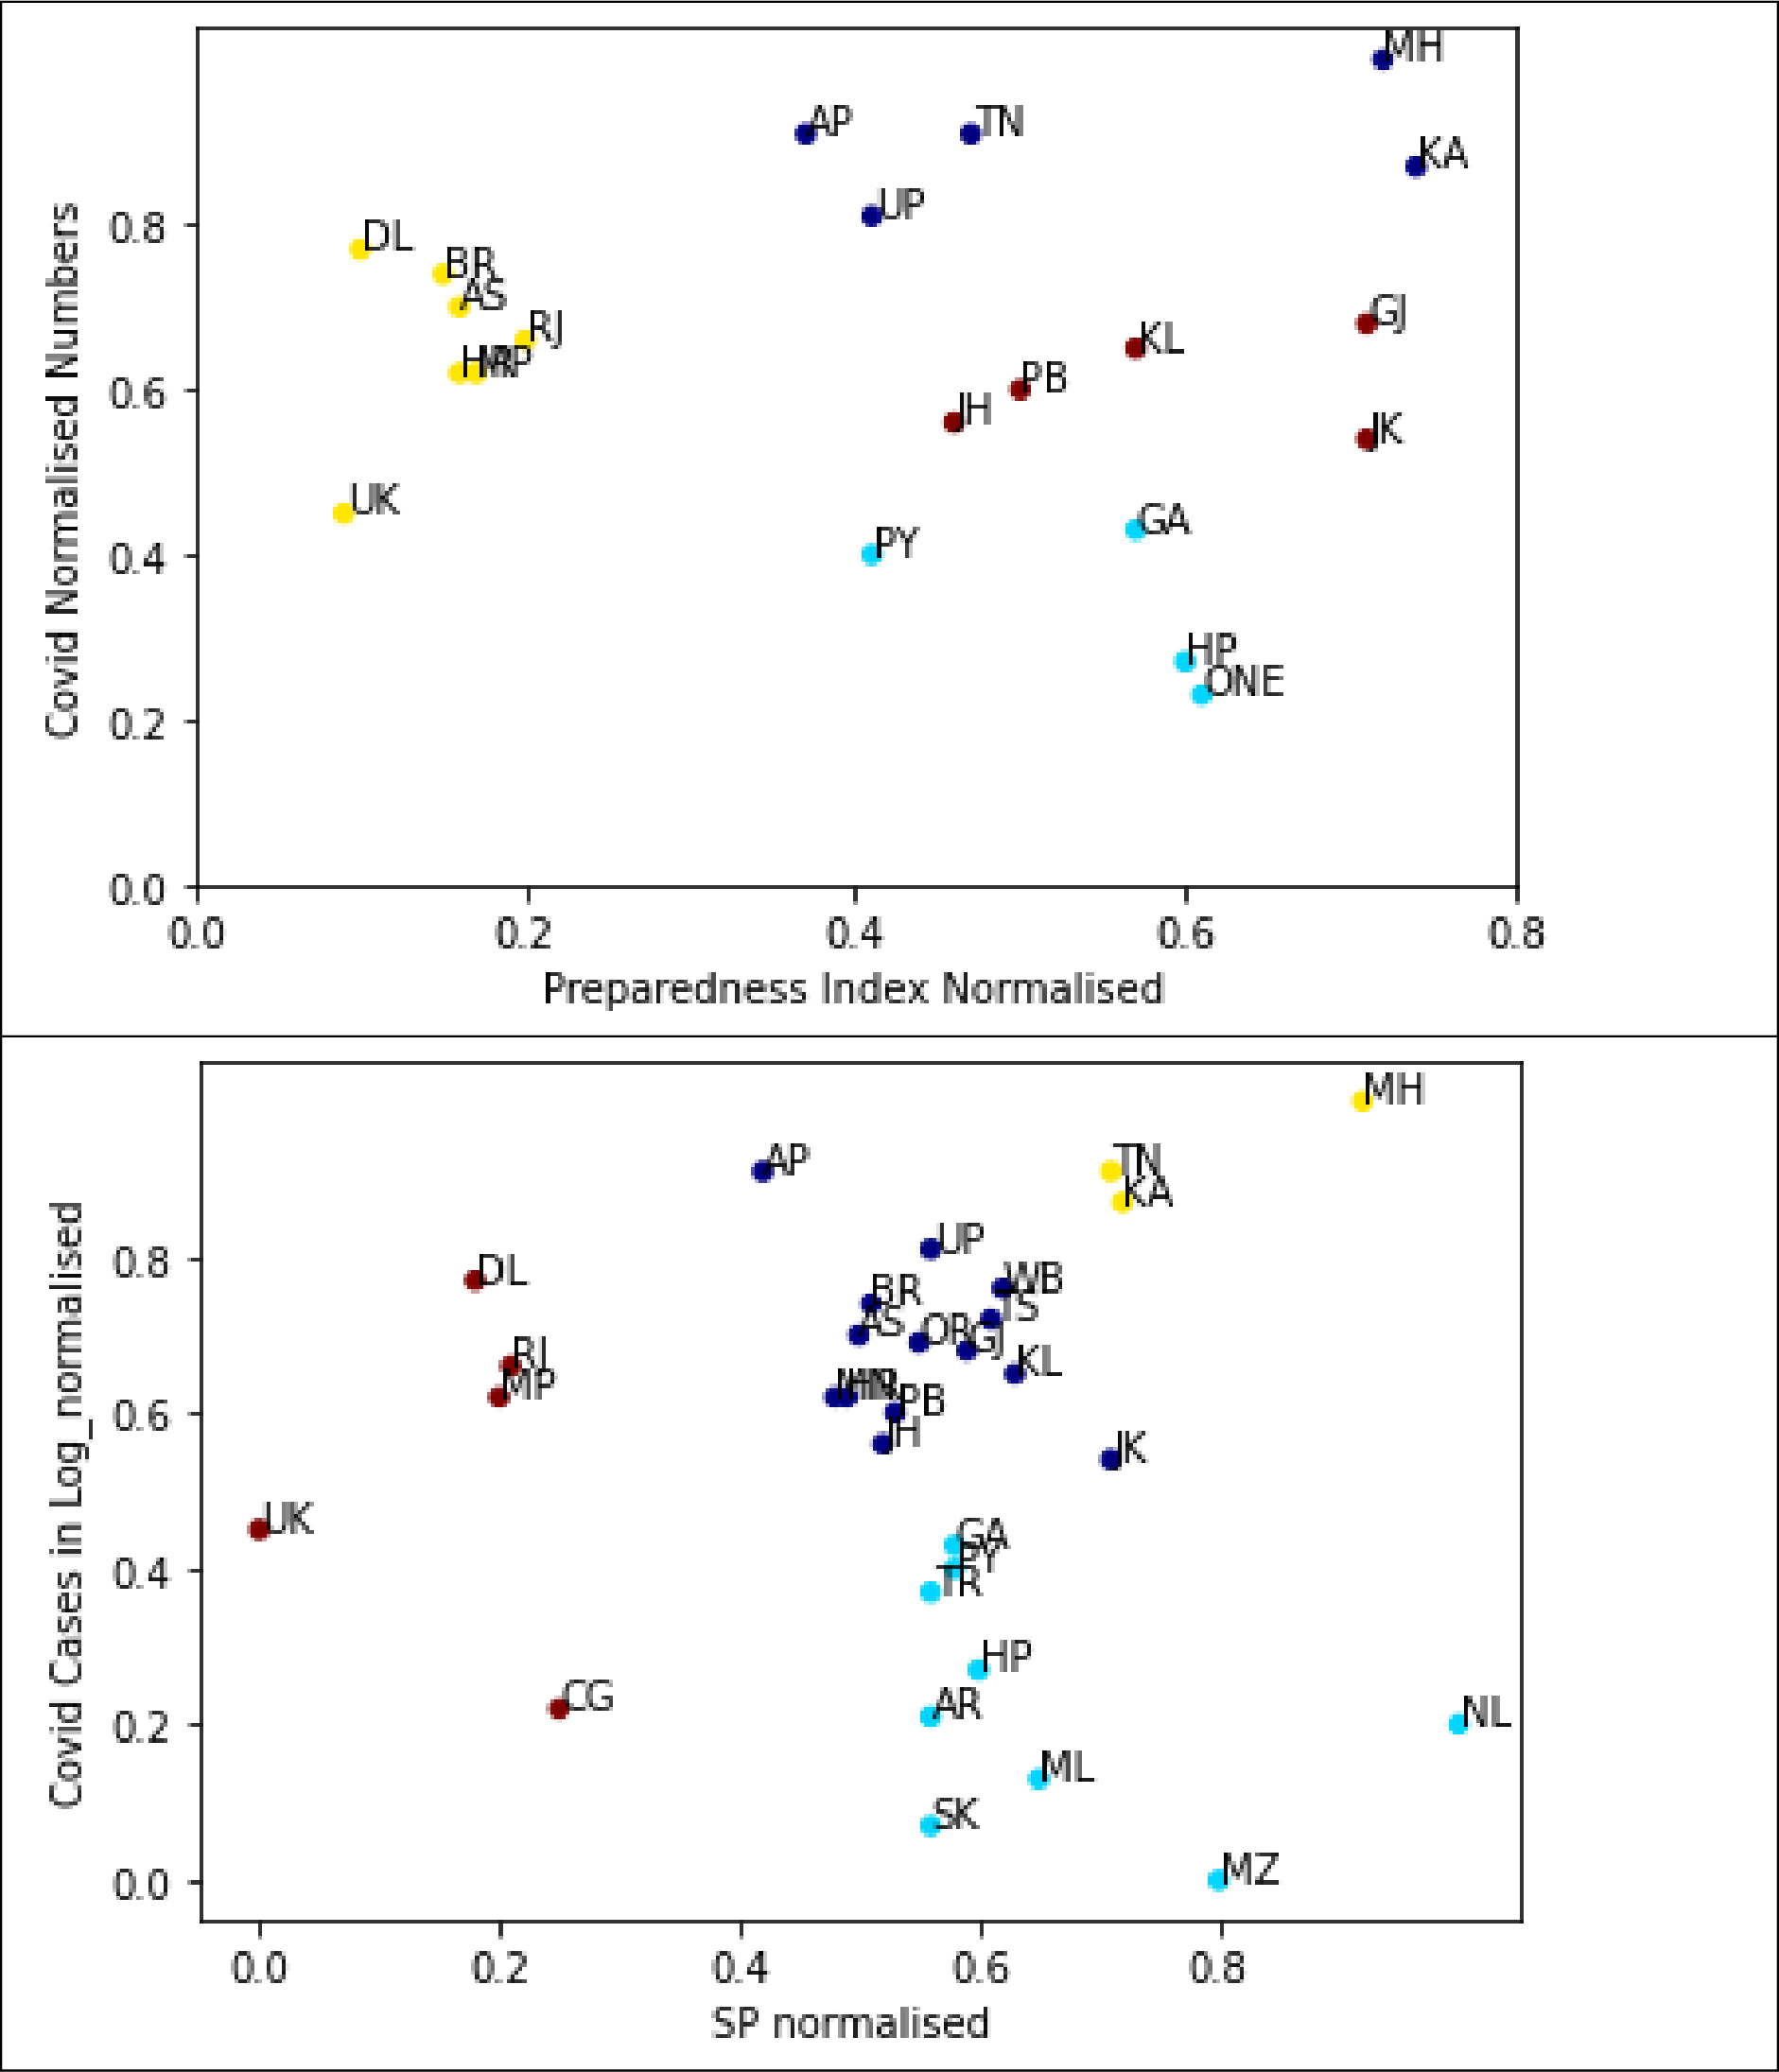 MH
AP
TN
KA
UP
0.8
DL
BR
AS
GJ
RJ
KL
PB
0.6
JH
JK
UK
GA
PY
0.4
HP
ONE
0.2
0.0
Covid Normalised Numbers
0.0 0.2 0.4 0.6 0.8
Preparedness Index Normalised
MH
AP
TN
KA
UP
0.8
DL
WB
BR
TS
AS
OR
GJ
RJ
KL
MP
PB
0.6
JH
JK
UK
GA
PY
0.4
TR
HP
CG
AR
NL
0.2
ML
SK
MZ
0.0
Covid Cases in Log_normalised
0.0 0.2 0.4 0.6 0.8
SP normalised